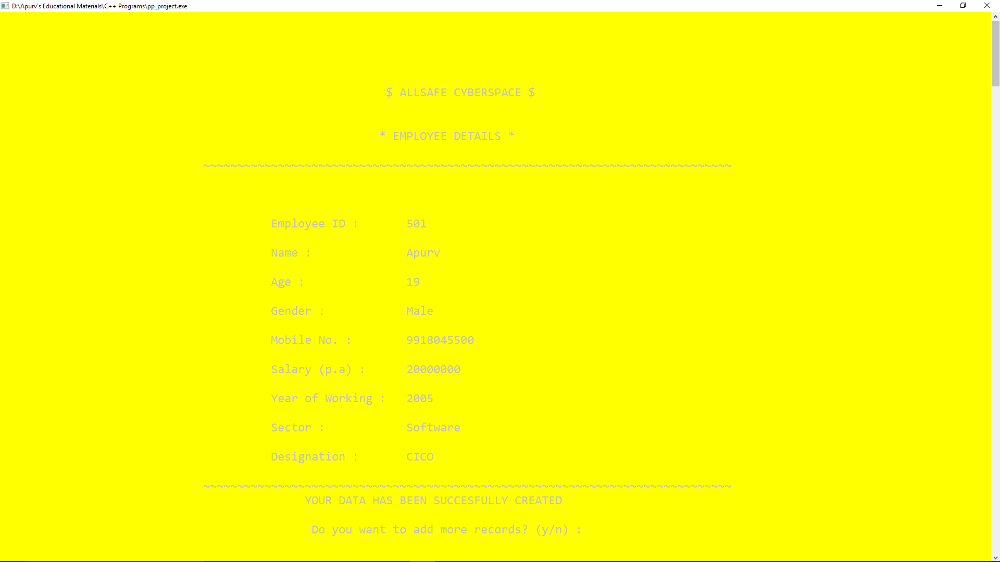 D:\Apurv's Educational Materials\C++ Programs\pp_project.exe
$ ALLSAFE CYBERSPACE $
* EMPLOYEE DETAILS *
~~~~~~~~~~~~~~~~~~~~~~~~~~~~~~~~~~~~~~~~~~~~~~~~~~~~~~~~~~~~~~~~~~~~~~~~~~~~~~
Employee ID : 501
Name : Apurv
Age : 19
Gender : Male
Mobile No. : 9918045500
Salary (p.a) : 20000000
Year of Working : 2005
Sector : Software
Designation : CICO
~~~~~~~~~~~~~~~~~~~~~~~~~~~~~~~~~~~~~~~~~~~~~~~~~~~~~~~~~~~~~~~~~~~~~~~~~~~~~~
YOUR DATA HAS BEEN SUCCESFULLY CREATED
Do you want to add more records? (y/n) :